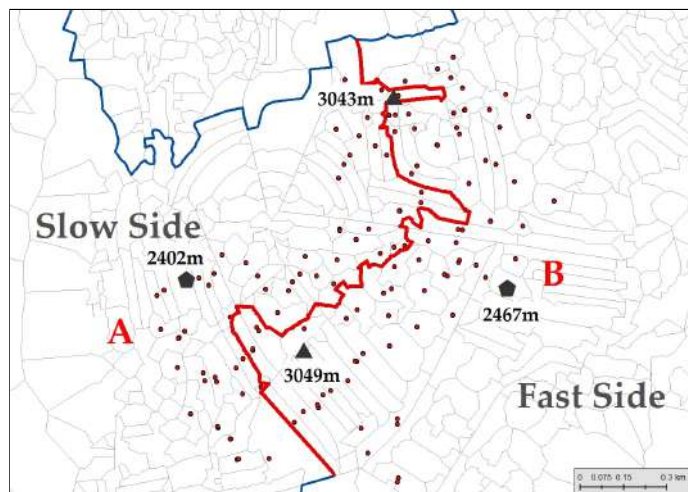 3043m
Slow Side
2402m
B
A
2467m
3049m
Fast Side
0 0.075 0.15 0.3 km